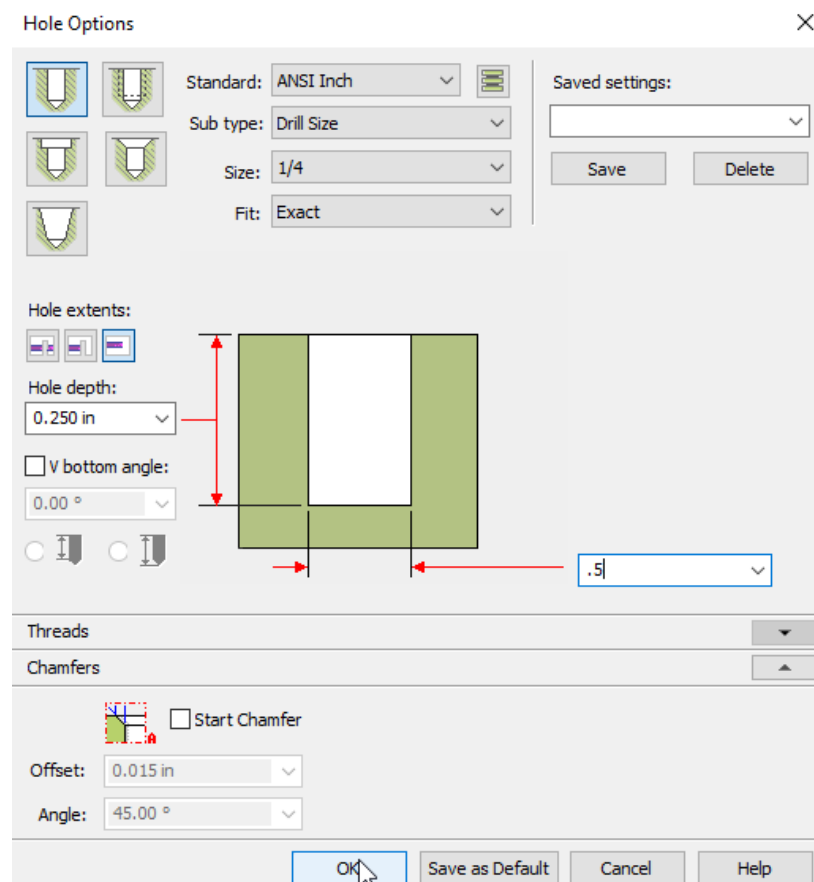 Hole Options
Standard: ANSI Inch
Saved settings:
Sub type: Drill Size
Size: 1/4
Save Delete
Fit: Exact
Hole extents:
Hole depth:
0.250 in
V bottom angle:
0.00 °
.5
Threads
Chamfers
Start Chamfer
A
Offset: 0.015 in
Angle: 45.00 °
OK Save as Default Cancel Help